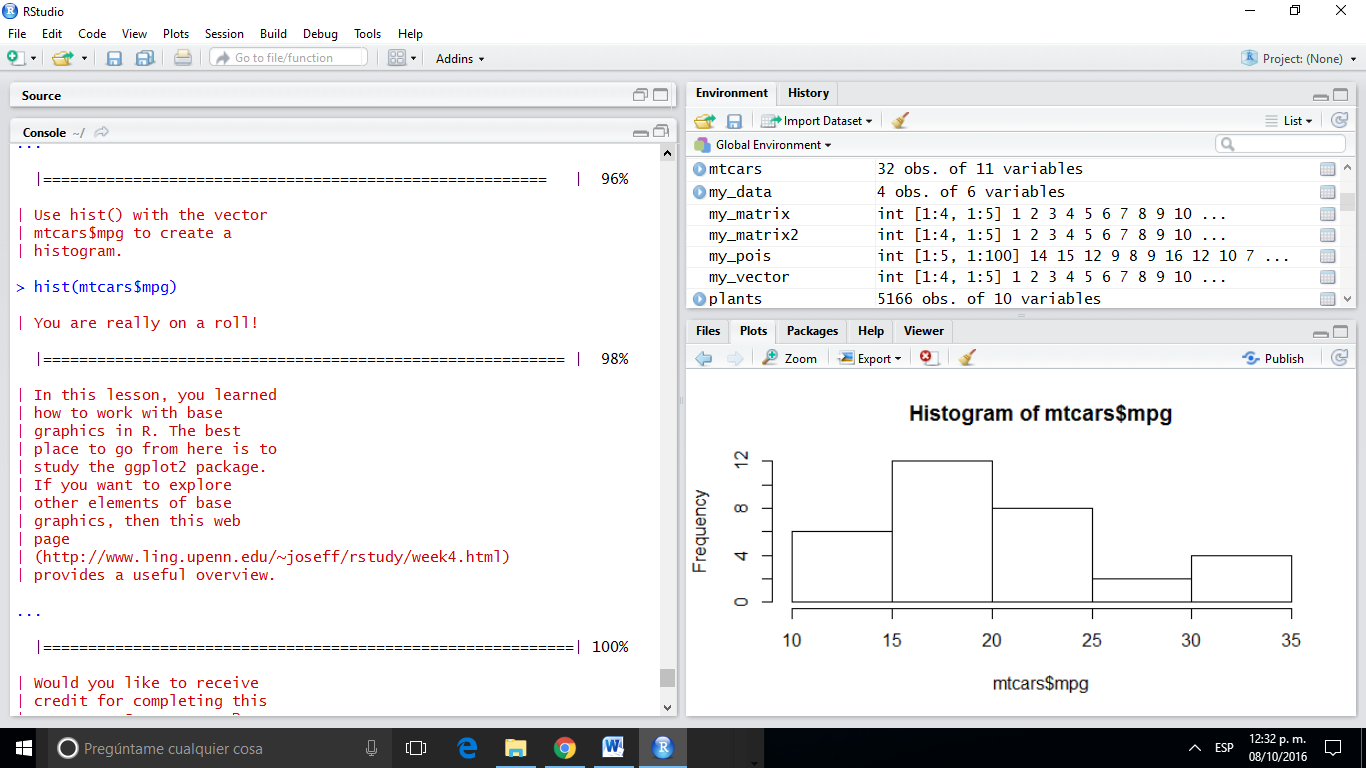 RStudio
File Edit Code View Plots Session Build Debug Tools Help
Go to file/function Addins Project: (None)
Source
Console ~/
...
|======================================================== | 96%
| Use hist() with the vector
| mtcars$mpg to create a
| histogram.
> hist(mtcars$mpg)
| You are really on a roll!
|========================================================== | 98%
| In this lesson, you learned
| how to work with base
| graphics in R. The best
| place to go from here is to
| study the ggplot2 package.
| If you want to explore
| other elements of base
| graphics, then this web
| page
| (http://www.ling.upenn.edu/~joseff/rstudy/week4.html)
| provides a useful overview.
...
|===========================================================| 100%
| Would you like to receive
| credit for completing this
Environment History
Import Dataset List
Global Environment
mtcars 32 obs. of 11 variables
my_data 4 obs. of 6 variables
my_matrix int [1:4, 1:5] 1 2 3 4 5 6 7 8 9 10 ...
my_matrix2 int [1:4, 1:5] 1 2 3 4 5 6 7 8 9 10 ...
my_pois int [1:5, 1:100] 14 15 12 9 8 9 16 12 10 7 ...
my_vector int [1:4, 1:5] 1 2 3 4 5 6 7 8 9 10 ...
plants 5166 obs. of 10 variables
Files Plots Packages Help Viewer
Zoom Export Publish
Histogram of mtcars$mpg
Frequency
12
8
4
0
10 15 20 25 30 35
mtcars$mpg
Pregúntame cualquier cosa
ESP
12:32 p. m.
08/10/2016